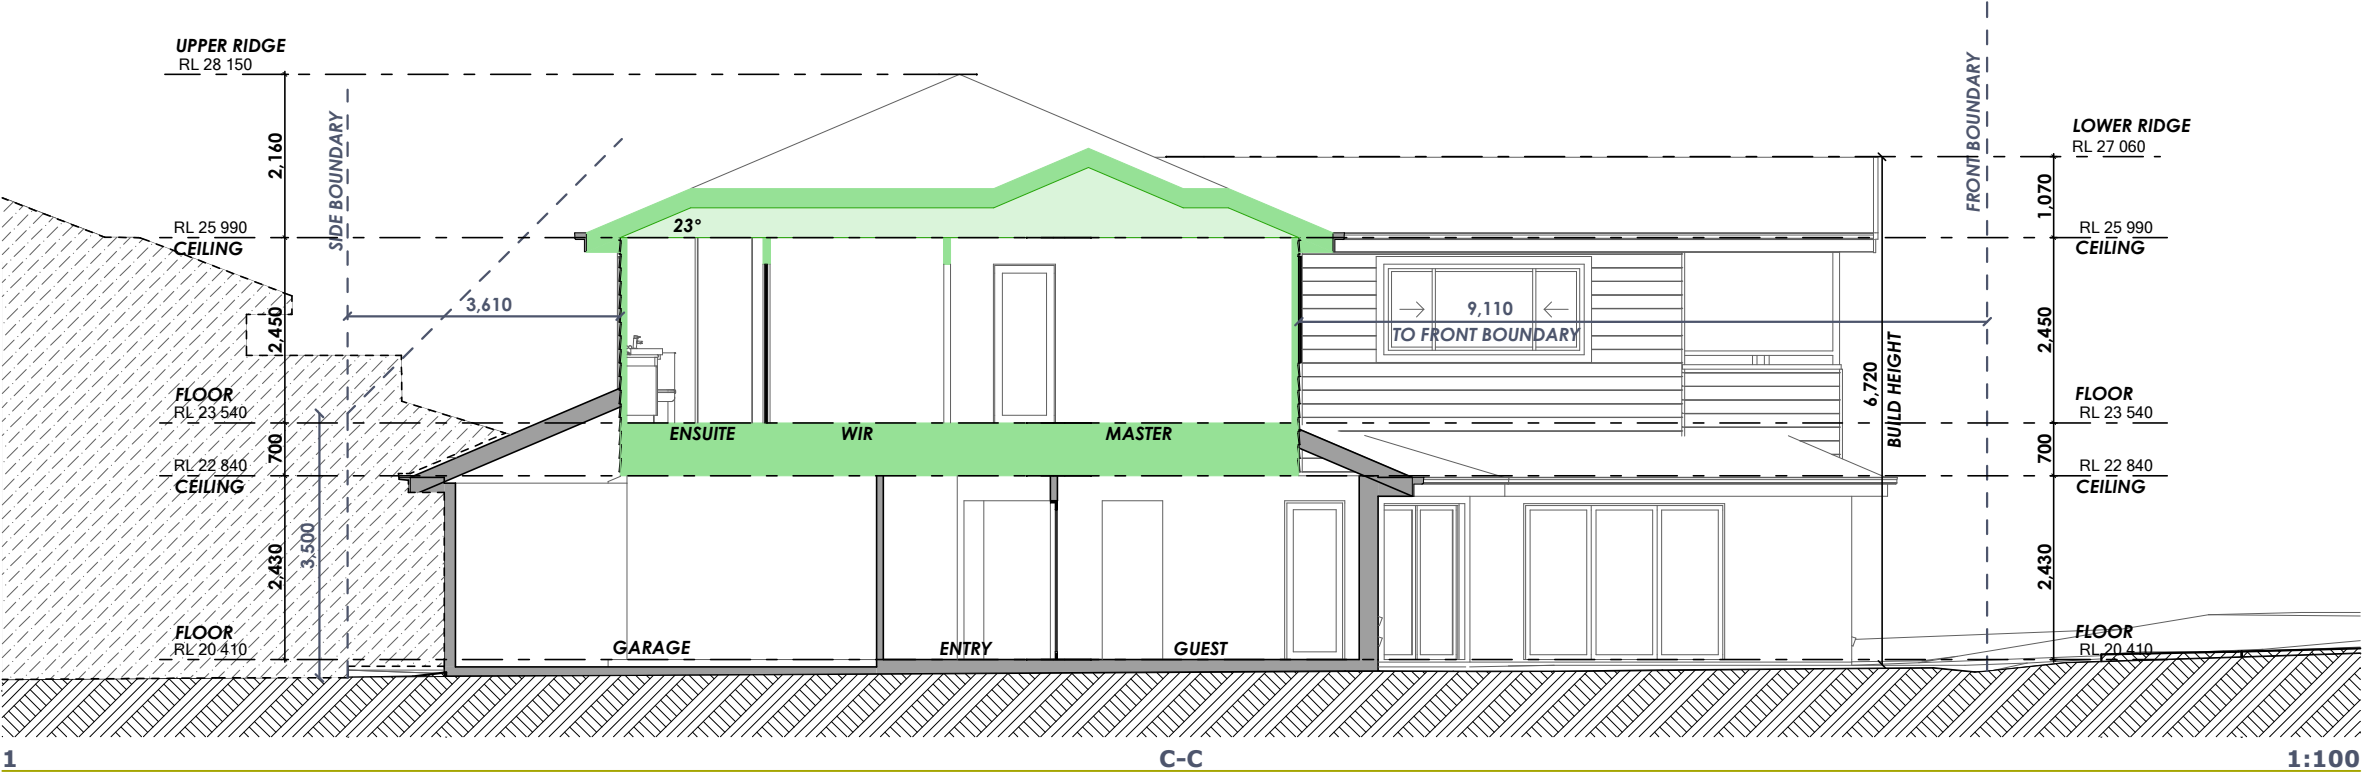 UPPER RIDGE
RL 28 150
2,160
SIDE BOUNDARY
RL 25 990
CEILING
23°
3,610
2,450
FLOOR
RL 23 540
700
RL 22 840
CEILING
3,500
2,430
FLOOR
RL 20 410
ENSUITE
WIR
MASTER
GARAGE
ENTRY
GUEST
9,110
TO FRONT BOUNDARY
6,720
BUILD HEIGHT
FRONT BOUNDARY
LOWER RIDGE
RL 27 060
1,070
RL 25 990
CEILING
2,450
FLOOR
RL 23 540
700
RL 22 840
CEILING
2,430
FLOOR
RL 20 410
1
C-C
1:100